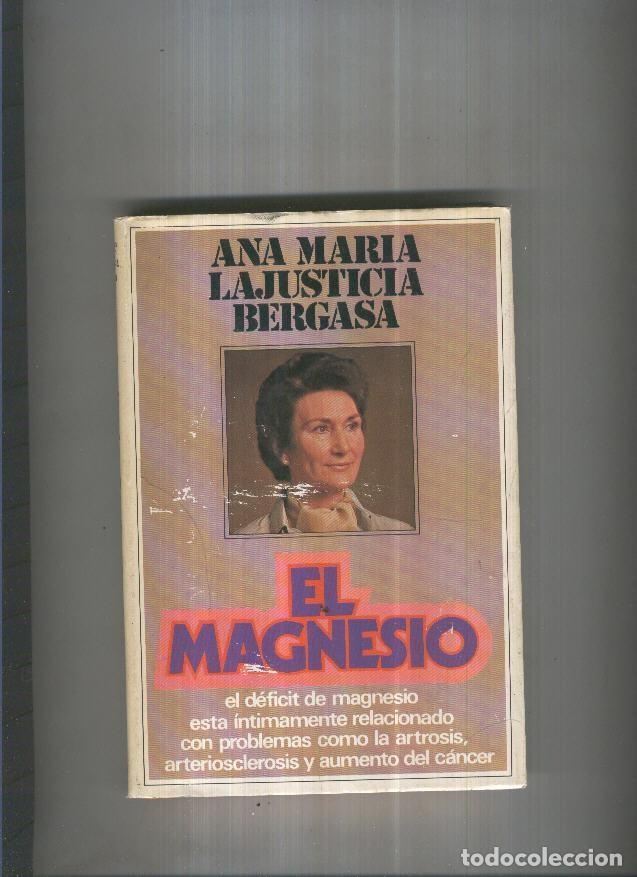 ANA MARIA
LAJUSTICIA
BERGASA
EL
MAGNESIO
el déficit de magnesio
esta íntimamente relacionado
con problemas como la artrosis,
arteriosclerosis y aumento del cáncer
todocoleccion